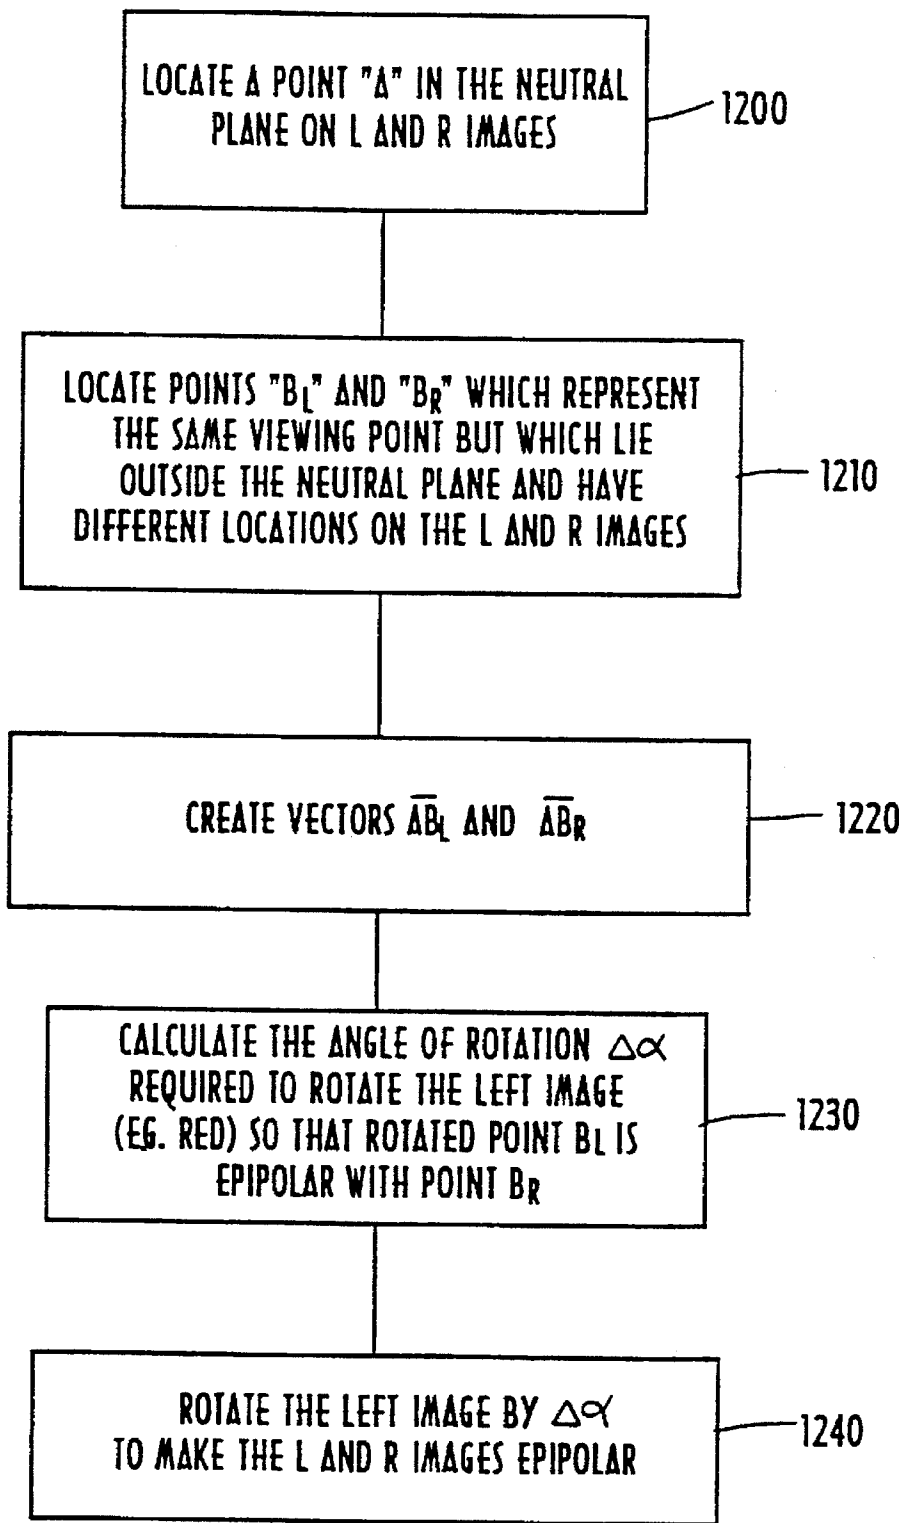 LOCATE A POINT "A" IN THE NEUTRAL
PLANE ON L AND R IMAGES
1200
LOCATE POINTS "BL" AND "BR" WHICH REPRESENT
THE SAME VIEWING POINT BUT WHICH LIE
OUTSIDE THE NEUTRAL PLANE AND HAVE
DIFFERENT LOCATIONS ON THE L AND R IMAGES
1210
CREATE VECTORS A̅B̅L AND A̅B̅R
1220
CALCULATE THE ANGLE OF ROTATION Δα
REQUIRED TO ROTATE THE LEFT IMAGE
(EG. RED) SO THAT ROTATED POINT BL IS
EPIPOLAR WITH POINT BR
1230
ROTATE THE LEFT IMAGE BY Δα
TO MAKE THE L AND R IMAGES EPIPOLAR
1240